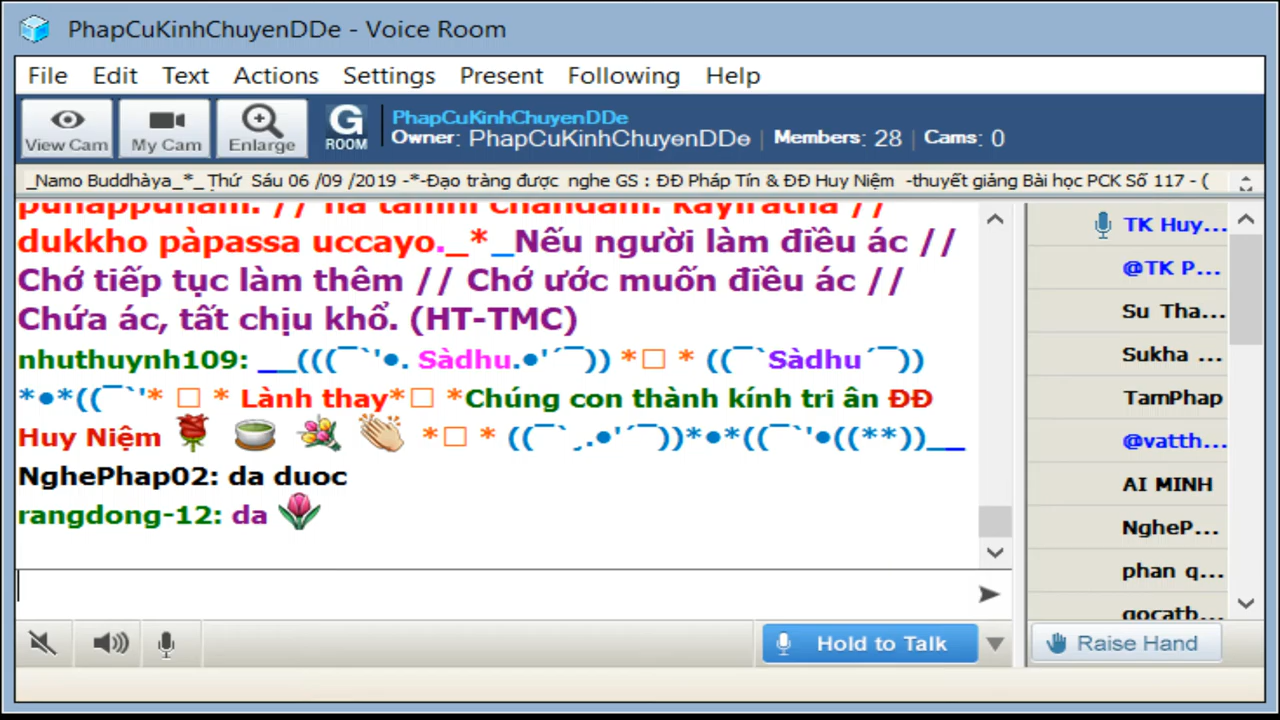 PhapCuKinhChuyenDDe - Voice Room
File Edit Text Actions Settings Present Following Help
View Cam My Cam Enlarge G ROOM
PhapCuKinhChuyenDDe
Owner: PhapCuKinhChuyenDDe | Members: 28 | Cams: 0
_Namo Buddhàya_*_ Thứ Sáu 06 /09 /2019 -*-Đạo tràng được nghe GS : ĐĐ Pháp Tín & ĐĐ Huy Niệm -thuyết giảng Bài học PCK Số 117 - (
dukkho pàpassa uccayo._*_Nếu người làm điều ác //
Chớ tiếp tục làm thêm // Chớ ước muốn điều ác //
Chứa ác, tất chịu khổ. (HT-TMC)
nhuthuynh109: __(((¯`'●. Sàdhu.●'´¯)) *□ * ((¯`Sàdhu´¯))
*●*((¯`'* □ * Lành thay*□ *Chúng con thành kính tri ân ĐĐ
Huy Niệm *□ * ((¯`¸.●'´¯))*●*((¯`'●((**))__
NghePhap02: da duoc
rangdong-12: da
TK Huy...
@TK P...
Su Tha...
Sukha ...
TamPhap
@vatth...
AI MINH
NgheP...
phan q...
Hold to Talk
Raise Hand